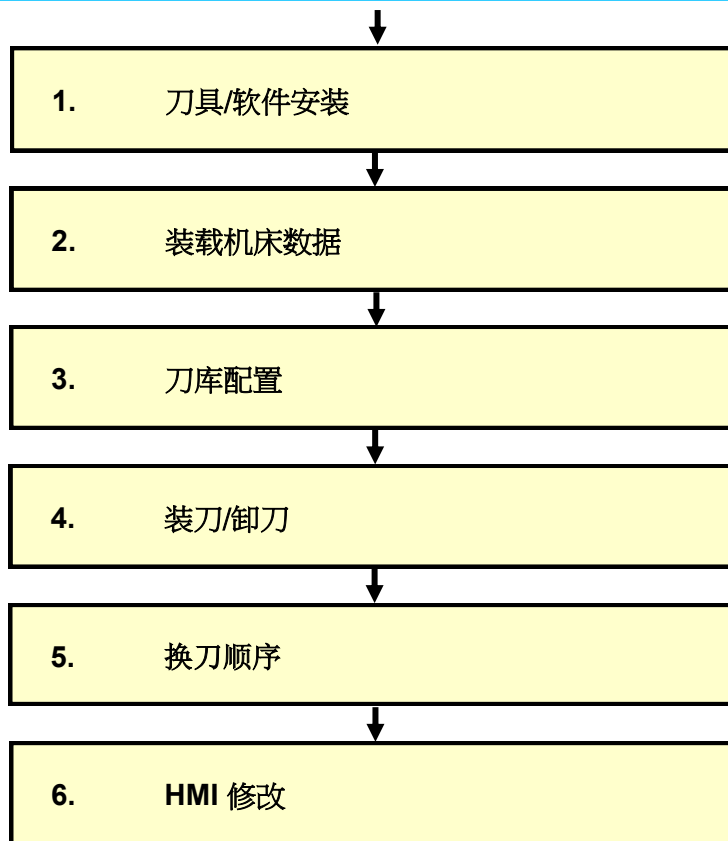 1. 刀具/软件安装
2. 装载机床数据
3. 刀库配置
4. 装刀/卸刀
5. 换刀顺序
6. HMI 修改